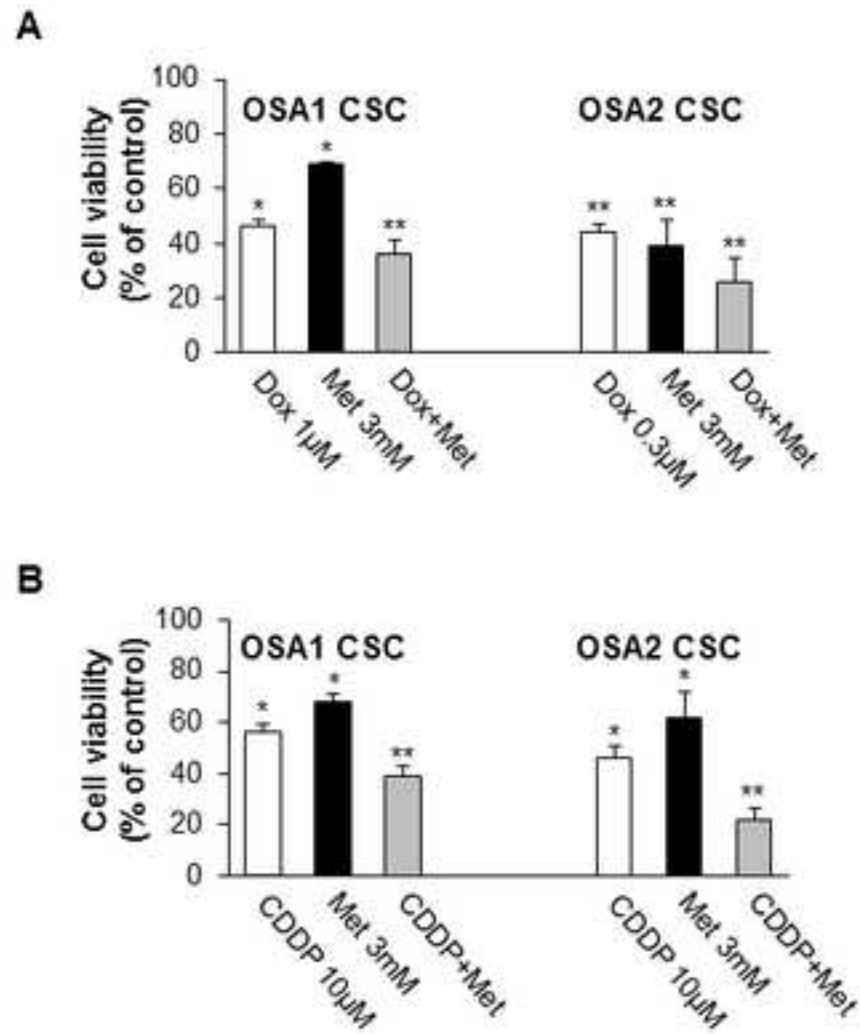 A
Cell viability
(% of control)
100
80
60
40
20
0
OSA1 CSC
OSA2 CSC
*
*
**
**
**
**
Dox 1µM
Met 3mM
Dox+Met
Dox 0.3µM
Met 3mM
Dox+Met
B
Cell viability
(% of control)
100
80
60
40
20
0
OSA1 CSC
OSA2 CSC
*
*
**
*
*
**
CDDP 10µM
Met 3mM
CDDP+Met
CDDP 10µM
Met 3mM
CDDP+Met